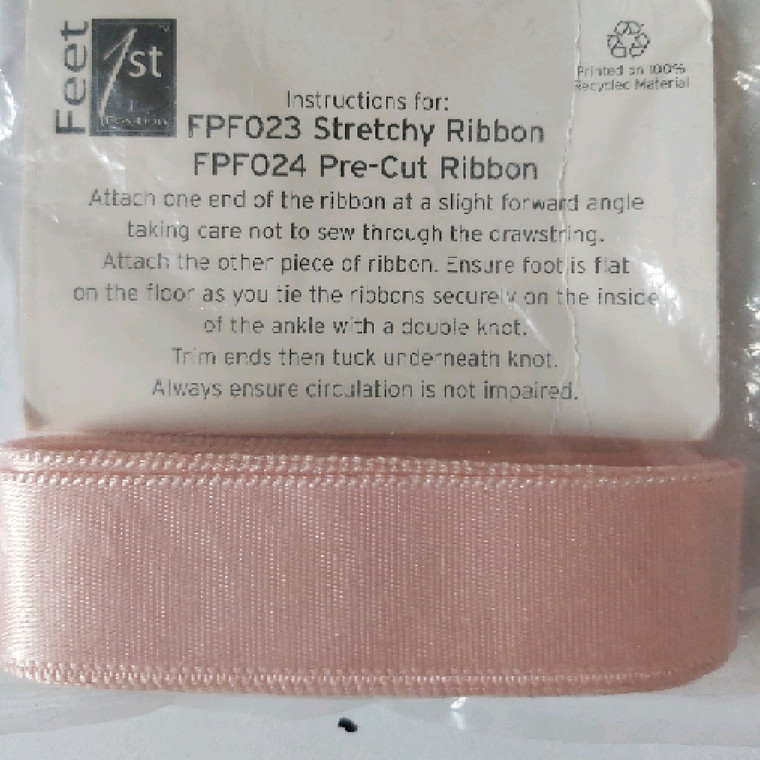 Feet
1st
Printed on 100%
Recycled Material
Instructions for:
FPF023 Stretchy Ribbon
FPF024 Pre-Cut Ribbon
Attach one end of the ribbon at a slight forward angle
taking care not to sew through the drawstring.
Attach the other piece of ribbon. Ensure foot is flat
on the floor as you tie the ribbons securely on the inside
of the ankle with a double knot.
Trim ends then tuck underneath knot.
Always ensure circulation is not impaired.